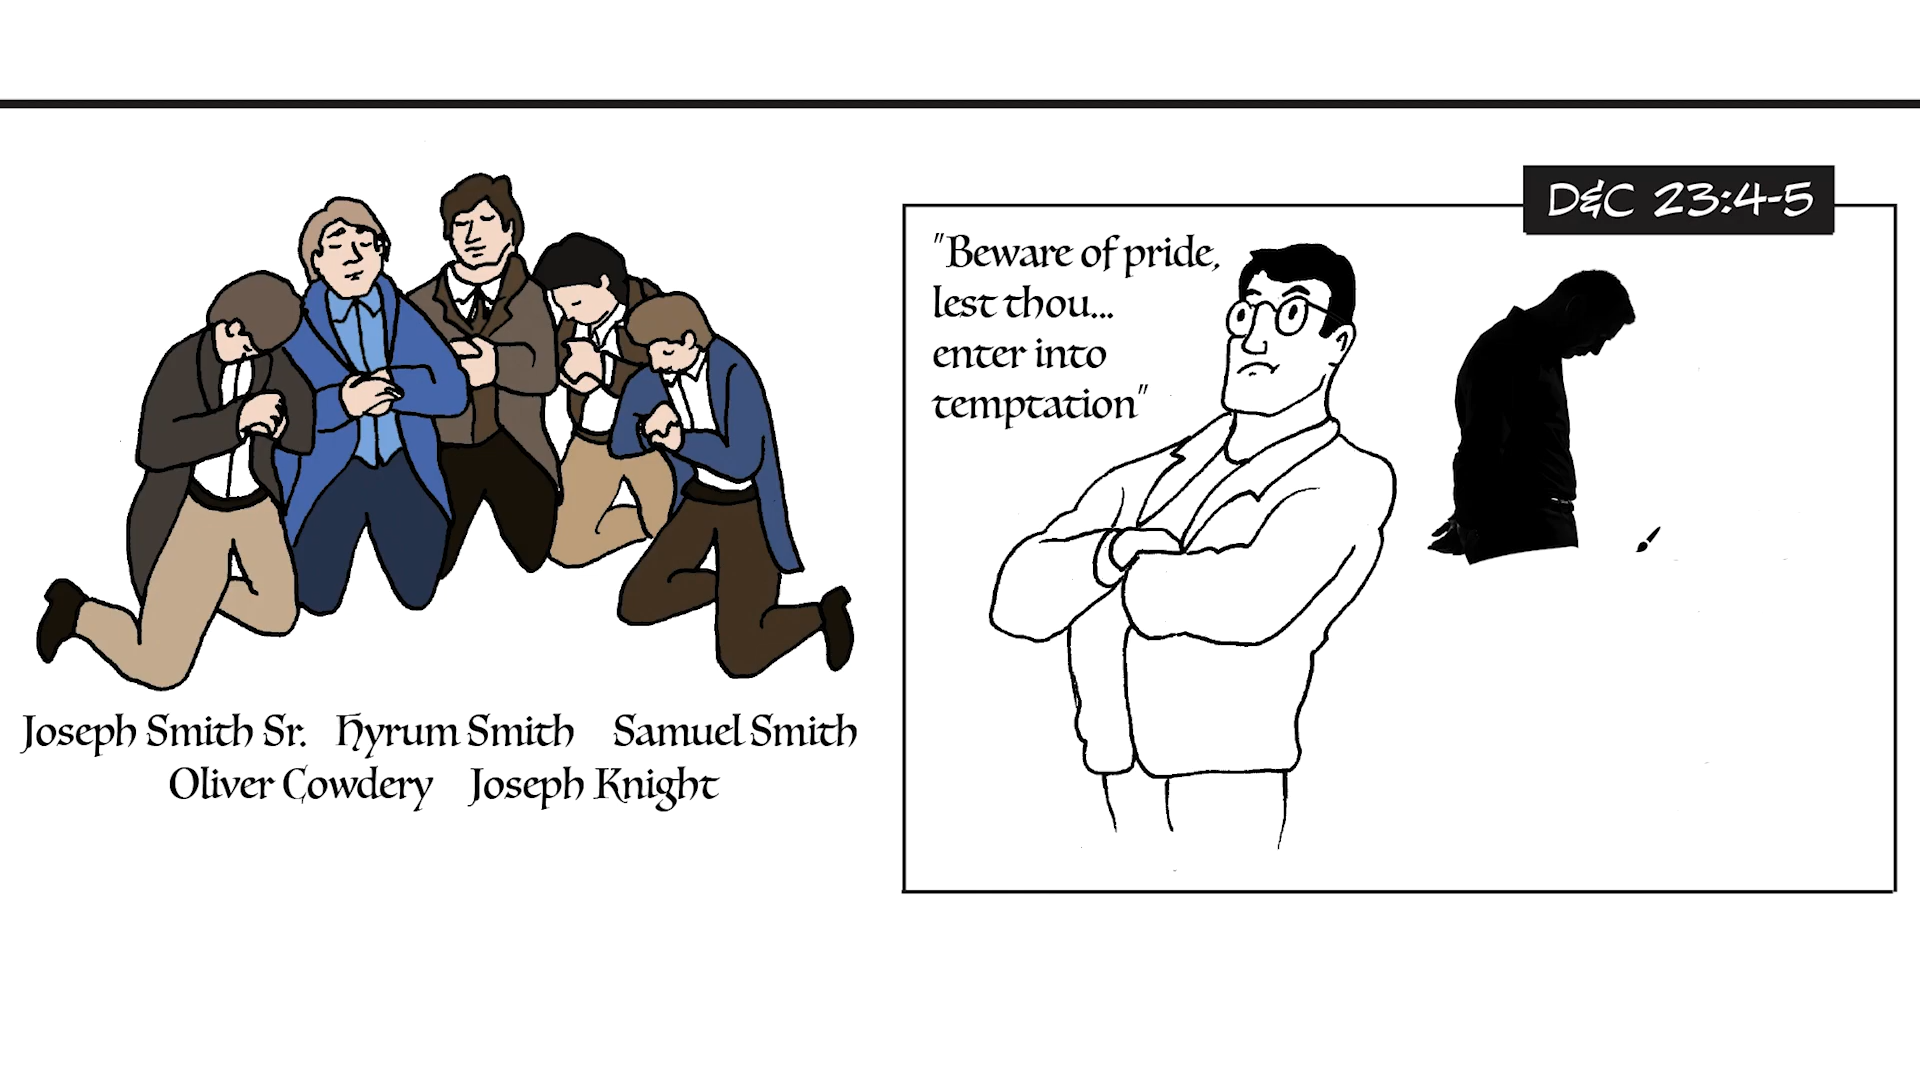 D&C 23:4-5
"Beware of pride,
lest thou...
enter into
temptation"
Joseph Smith Sr. Hyrum Smith Samuel Smith
Oliver Cowdery Joseph Knight